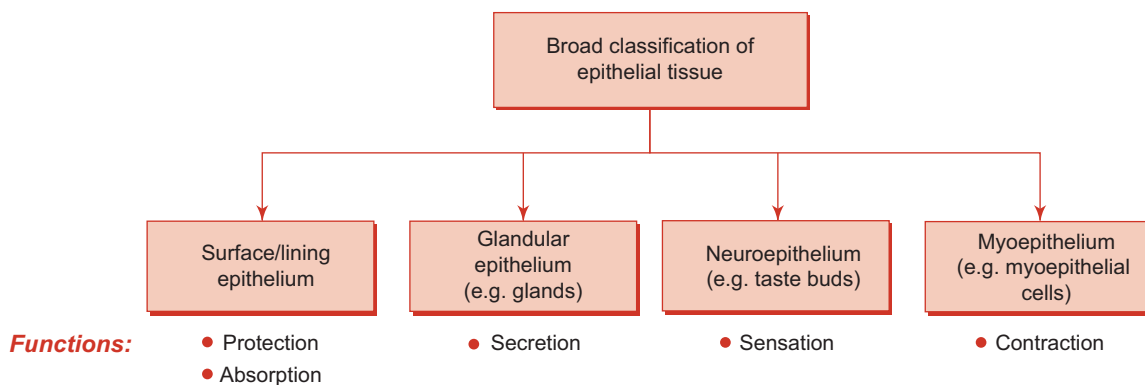 Broad classification of
epithelial tissue
Surface/lining
epithelium
Glandular
epithelium
(e.g. glands)
Neuroepithelium
(e.g. taste buds)
Myoepithelium
(e.g. myoepithelial
cells)
Functions:
• Protection
• Absorption
• Secretion
• Sensation
• Contraction